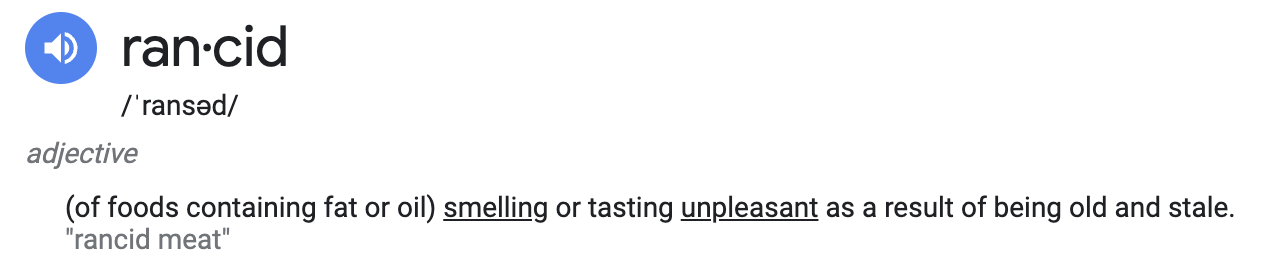 ran·cid
/ˈransəd/
adjective
(of foods containing fat or oil) smelling or tasting unpleasant as a result of being old and stale.
"rancid meat"